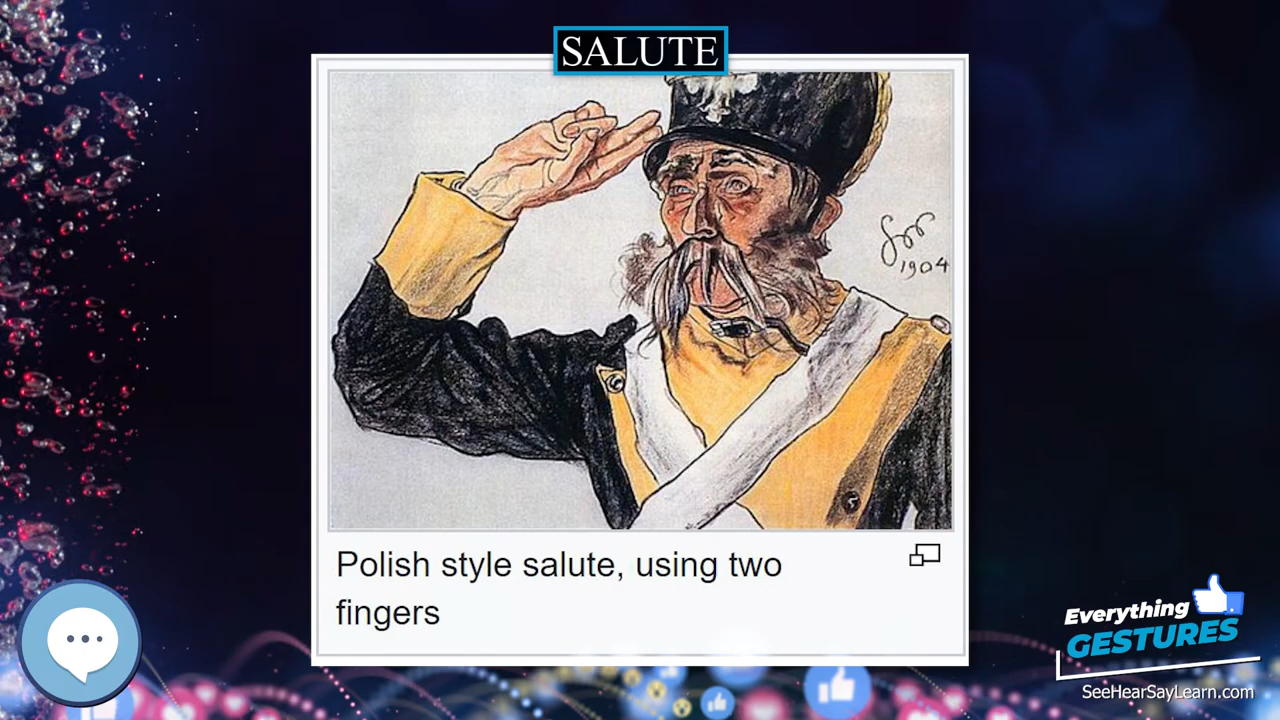 SALUTE
1904
Polish style salute, using two
fingers
Everything
GESTURES
SeeHearSayLearn.com